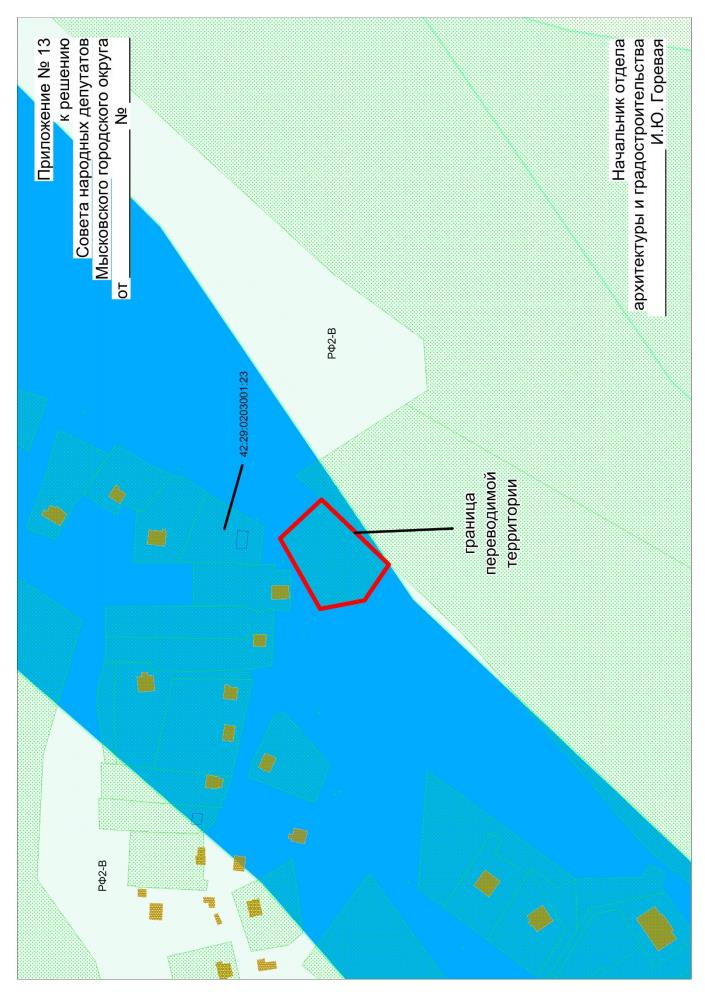 Приложение № 13
к решению
Совета народных депутатов
Мысковского городского округа
от № 
РФ2-В
42:29:0203001:23
граница
переводимой
территории
РФ2-В
Начальник отдела
архитектуры и градостроительства
И.Ю. Горевая